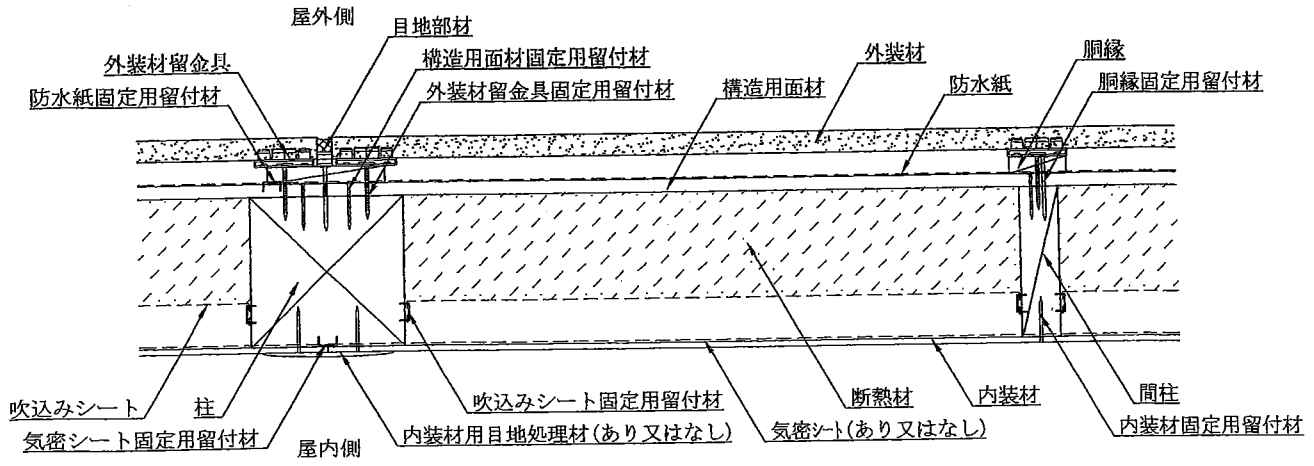 屋外側
目地部材
外装材留金具
構造用面材固定用留付材
外装材
胴縁
防水紙固定用留付材
外装材留金具固定用留付材
構造用面材
防水紙
胴縁固定用留付材
吹込みシート
柱
吹込みシート固定用留付材
断熱材
内装材
間柱
気密シート固定用留付材
屋内側
内装材用目地処理材(あり又はなし)
気密シート(あり又はなし)
内装材固定用留付材